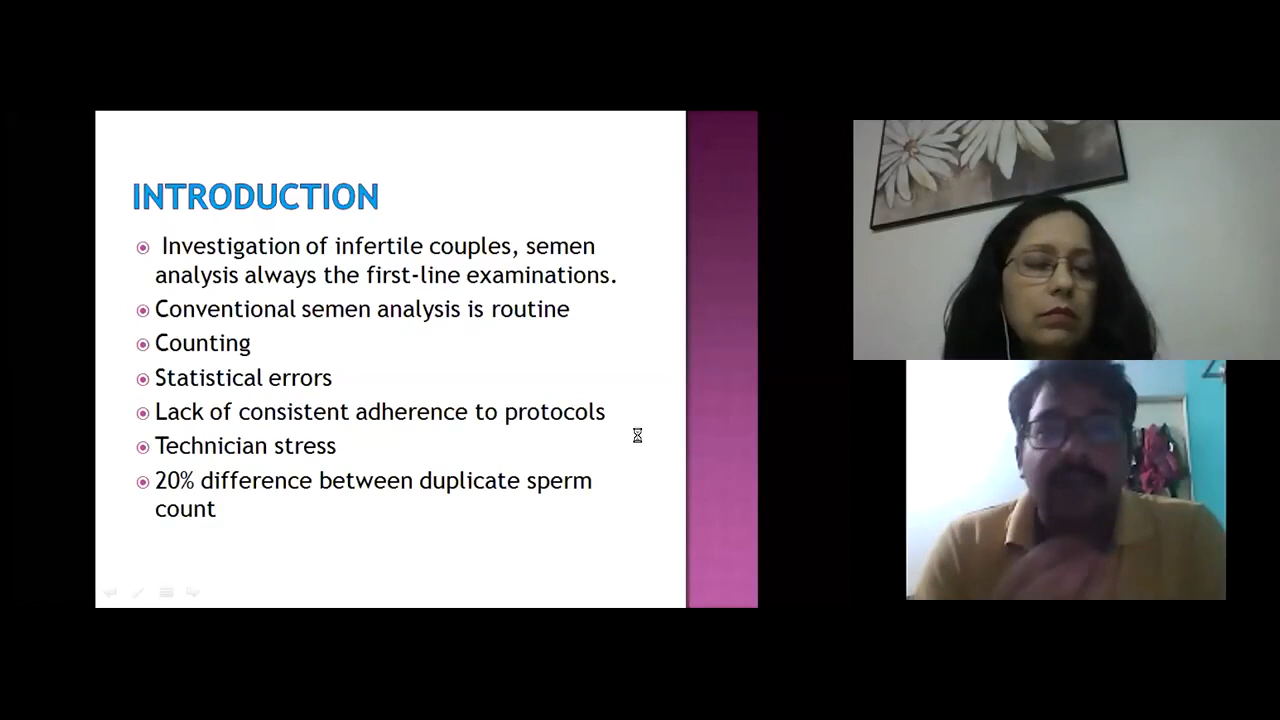 INTRODUCTION
Investigation of infertile couples, semen
analysis always the first-line examinations.
Conventional semen analysis is routine
Counting
Statistical errors
Lack of consistent adherence to protocols
Technician stress
20% difference between duplicate sperm
count